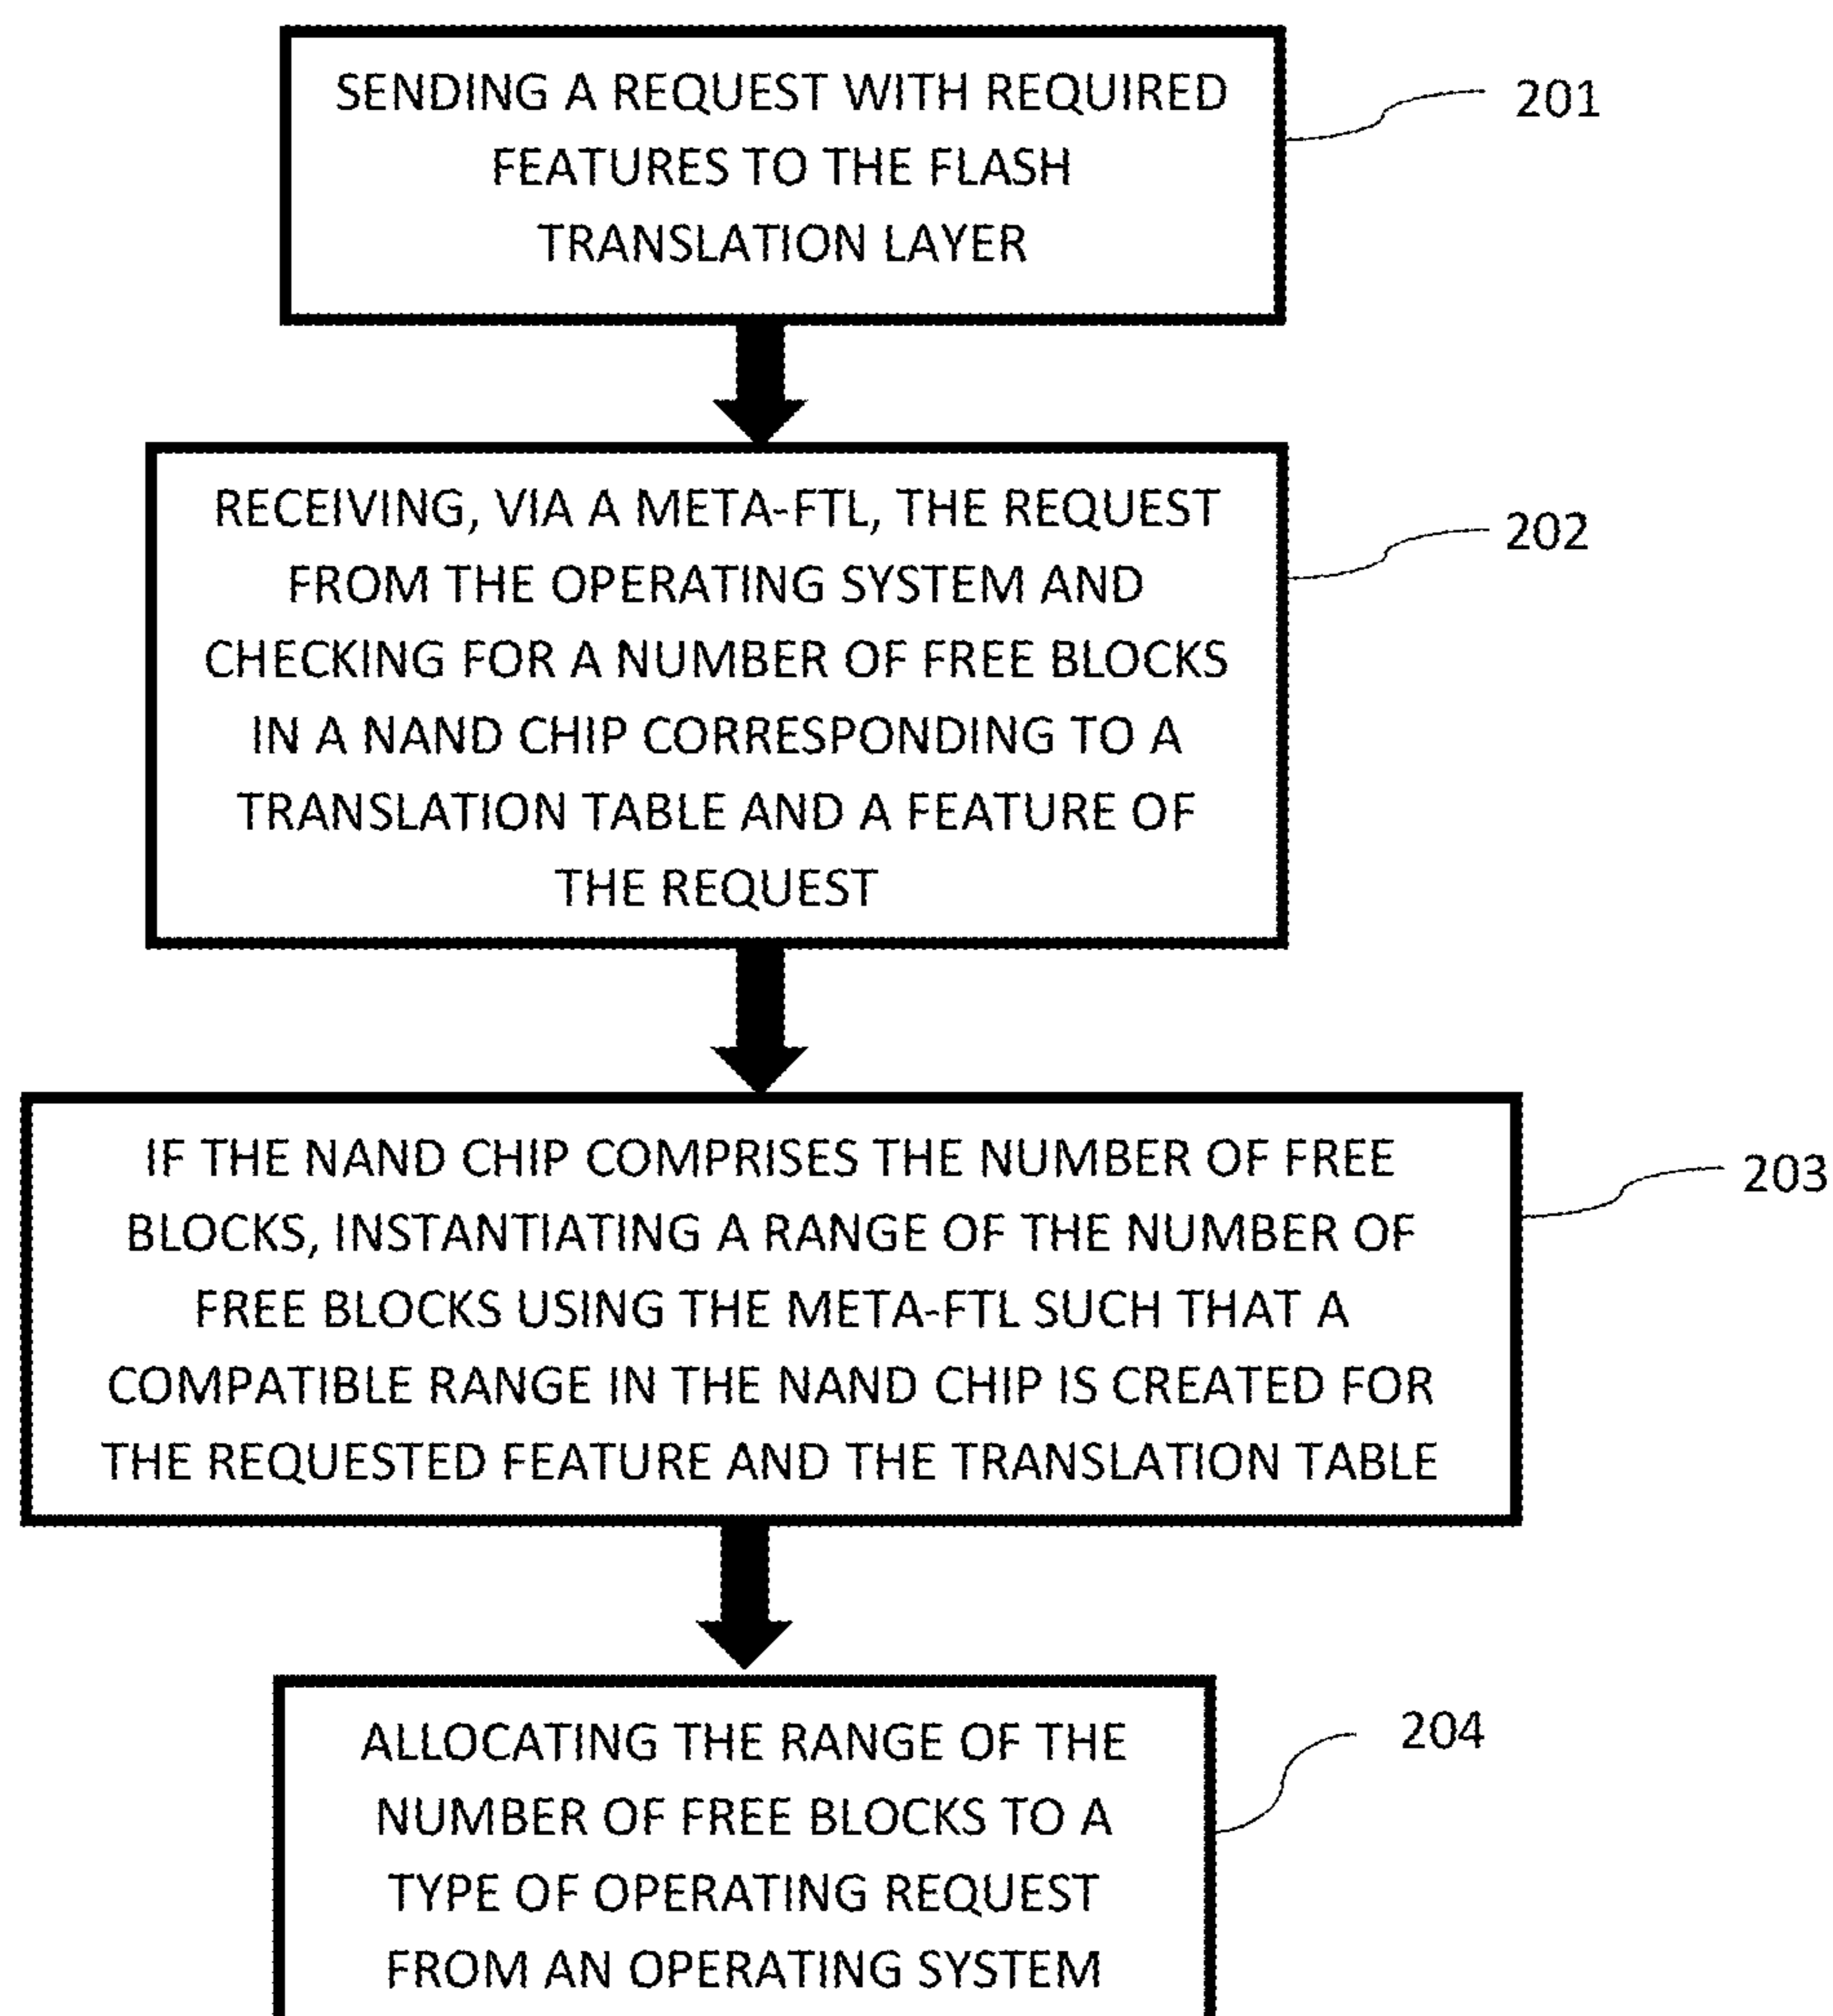 SENDING A REQUEST WITH REQUIRED
FEATURES TO THE FLASH
TRANSLATION LAYER
201
RECEIVING, VIA A META-FTL, THE REQUEST
FROM THE OPERATING SYSTEM AND
CHECKING FOR A NUMBER OF FREE BLOCKS
IN A NAND CHIP CORRESPONDING TO A
TRANSLATION TABLE AND A FEATURE OF
THE REQUEST
202
IF THE NAND CHIP COMPRISES THE NUMBER OF FREE
BLOCKS, INSTANTIATING A RANGE OF THE NUMBER OF
FREE BLOCKS USING THE META-FTL SUCH THAT A
COMPATIBLE RANGE IN THE NAND CHIP IS CREATED FOR
THE REQUESTED FEATURE AND THE TRANSLATION TABLE
203
ALLOCATING THE RANGE OF THE
NUMBER OF FREE BLOCKS TO A
TYPE OF OPERATING REQUEST
FROM AN OPERATING SYSTEM
204